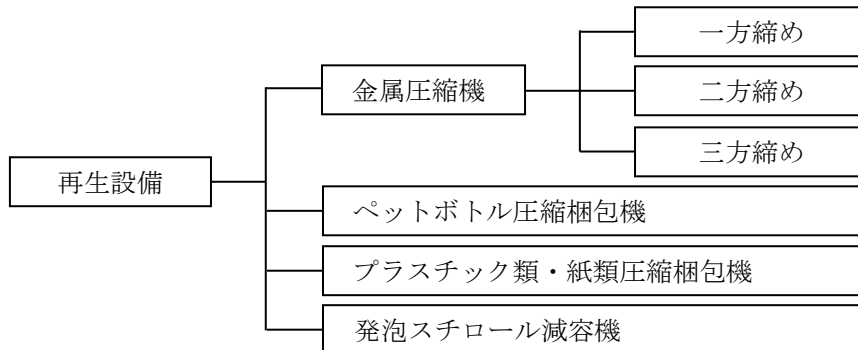 一方締め
金属圧縮機
二方締め
三方締め
再生設備
ペットボトル圧縮梱包機
プラスチック類・紙類圧縮梱包機
発泡スチロール減容機